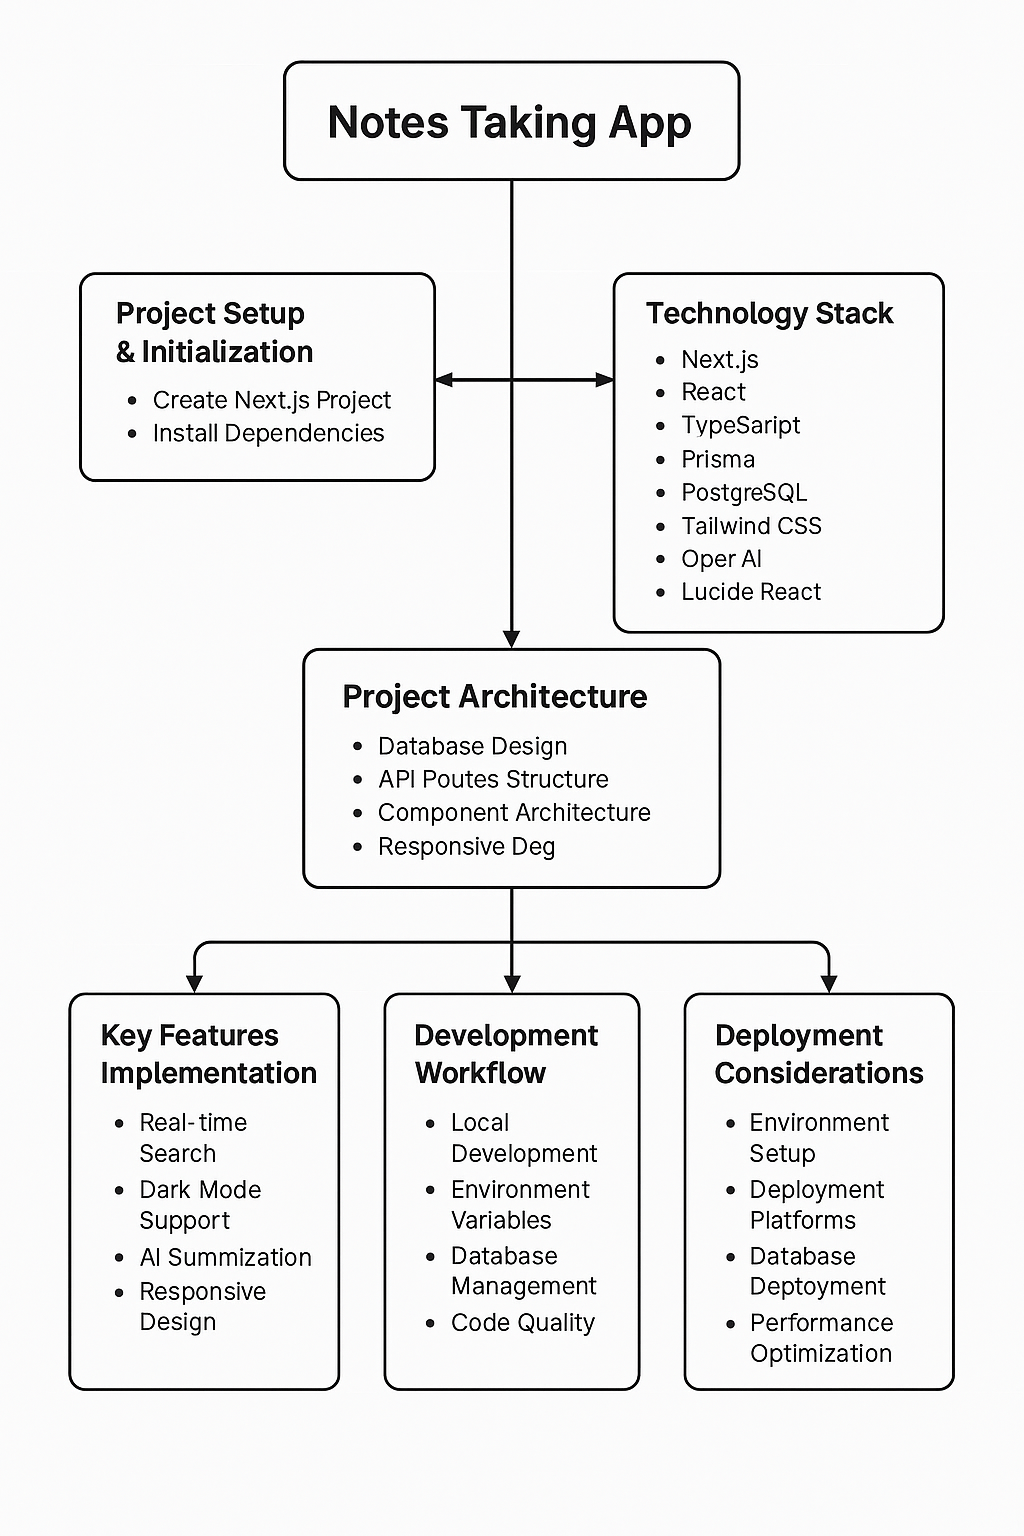 Notes Taking App
Project Setup
& Initialization
• Create Next.js Project
• Install Dependencies
Technology Stack
• Next.js
• React
• TypeSaript
• Prisma
• PostgreSQL
• Tailwind CSS
• Oper AI
• Lucide React
Project Architecture
• Database Design
• API Poutes Structure
• Component Architecture
• Responsive Deg
Key Features
Implementation
• Real-time
Search
• Dark Mode
Support
• AI Summization
• Responsive
Design
Development
Workflow
• Local
Development
• Environment
Variables
• Database
Management
• Code Quality
Deployment
Considerations
• Environment
Setup
• Deployment
Platforms
• Database
Deptoyment
• Performance
Optimization